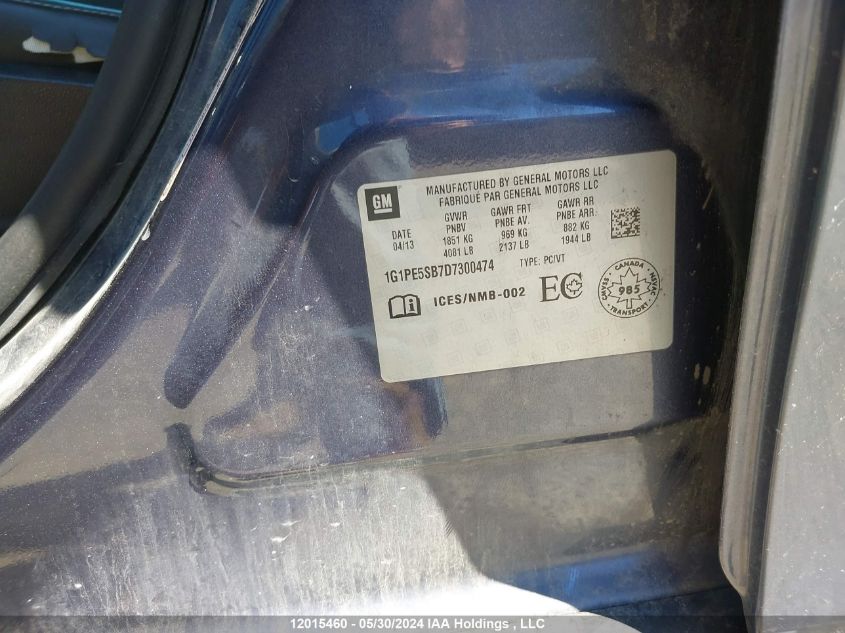 GM
MANUFACTURED BY GENERAL MOTORS LLC
FABRIQUÉ PAR GENERAL MOTORS LLC
DATE
04/13
GVWR
PNBV
1851 KG
4081 LB
GAWR FRT
PNBE AV.
969 KG
2137 LB
GAWR RR
PNBE ARR.
882 KG
1944 LB
1G1PE5SB7D7300474 TYPE: PC/VT
ICES/NMB-002 EC
CANADA
985
TRANSPORT
12015460 - 05/30/2024 IAA Holdings , LLC